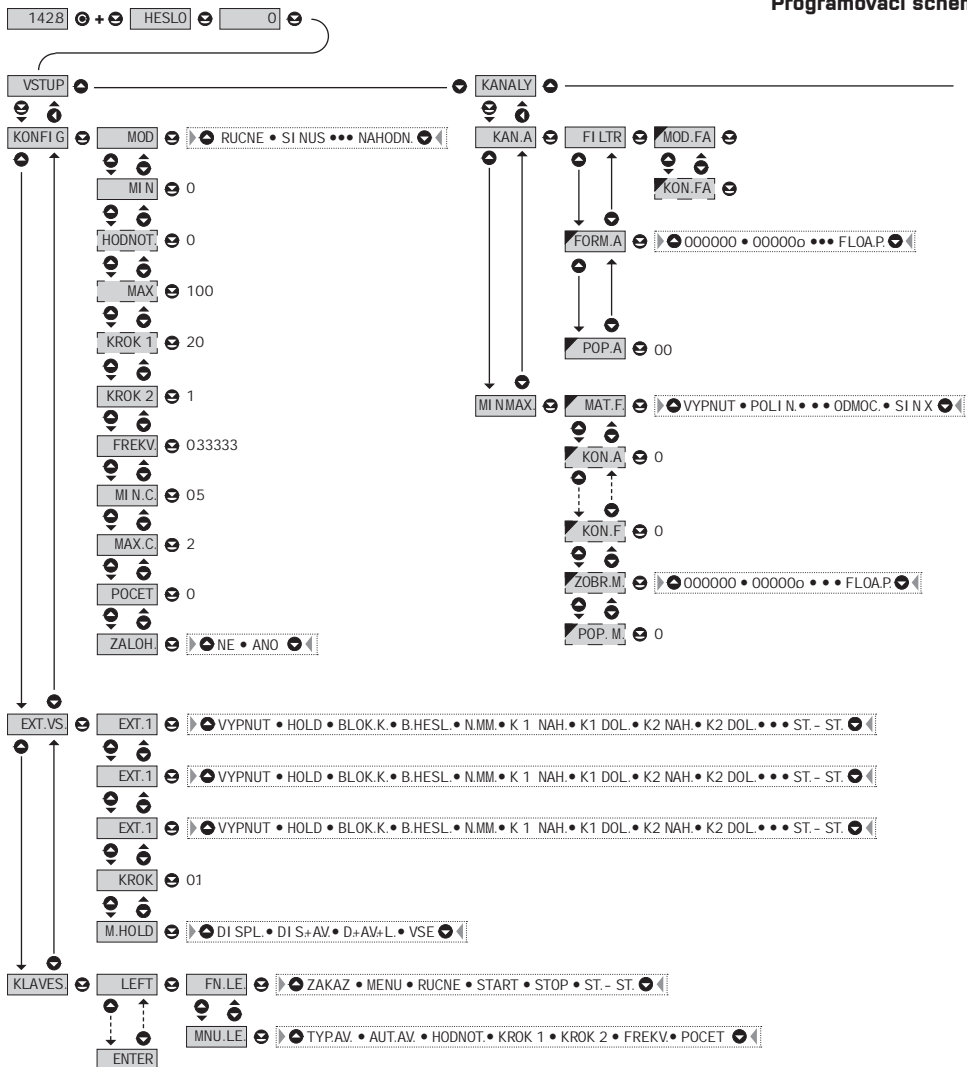 Programovací schém
1428 + HESLO 0
VSTUP KANALY
KONFIG MOD RUCNE • SINUS ••• NAHODN. KAN.A FILTR MOD.FA
MIN 0 KON.FA
HODNOT. 0 FORM.A 000000 • 00000o ••• FLOA.P.
MAX 100
KROK 1 20 POP.A 00
KROK 2 1 MINMAX. MAT.F. VYPNUT • POLIN. • • • ODMOC. • SINX
FREKV. 033333 KON.A 0
MIN.C. 05
MAX.C. 2 KON.F 0
POCET 0 ZOBR.M. 000000 • 00000o • • • FLOA.P.
ZALOH. NE • ANO POP. M. 0
EXT.VS. EXT.1 VYPNUT • HOLD • BLOK.K. • B.HESL. • N.MM. • K 1 NAH. • K1 DOL. • K2 NAH. • K2 DOL. • • • ST. - ST.
EXT.1 VYPNUT • HOLD • BLOK.K. • B.HESL. • N.MM. • K 1 NAH. • K1 DOL. • K2 NAH. • K2 DOL. • • • ST. - ST.
EXT.1 VYPNUT • HOLD • BLOK.K. • B.HESL. • N.MM. • K 1 NAH. • K1 DOL. • K2 NAH. • K2 DOL. • • • ST. - ST.
KROK 01
M.HOLD DISPL. • DIS.+AV. • D.+AV.+L. • VSE
KLAVES. LEFT FN.LE. ZAKAZ • MENU • RUCNE • START • STOP • ST. - ST.
MNU.LE. TYP.AV. • AUT.AV. • HODNOT. • KROK 1 • KROK 2 • FREKV. • POCET
ENTER